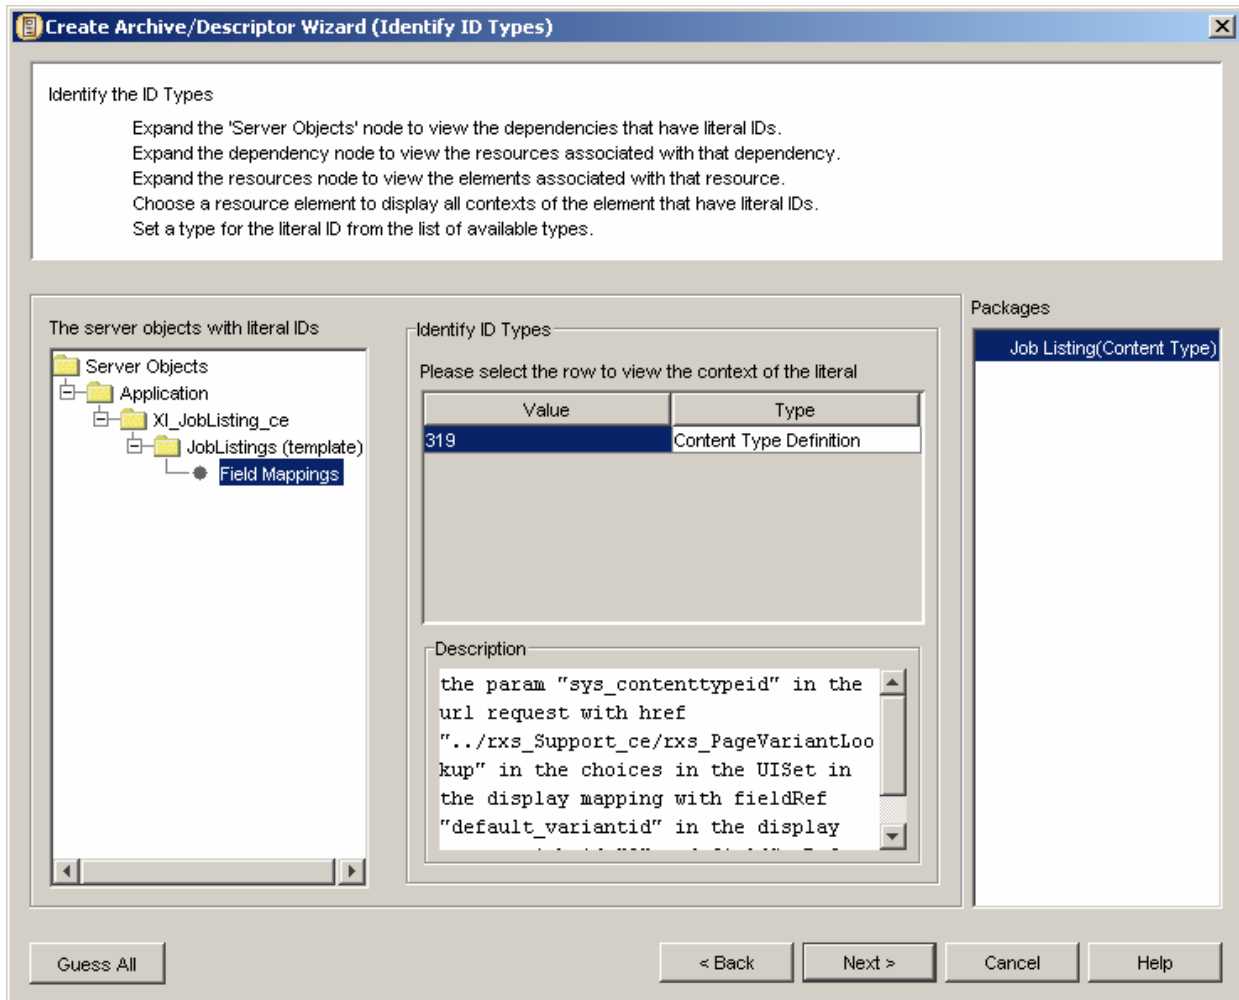 Create Archive/Descriptor Wizard (Identify ID Types)
Identify the ID Types
Expand the 'Server Objects' node to view the dependencies that have literal IDs.
Expand the dependency node to view the resources associated with that dependency.
Expand the resources node to view the elements associated with that resource.
Choose a resource element to display all contexts of the element that have literal IDs.
Set a type for the literal ID from the list of available types.
The server objects with literal IDs
Server Objects
Application
XI_JobListing_ce
JobListings (template)
Field Mappings
Identify ID Types
Please select the row to view the context of the literal
Value Type
319 Content Type Definition
Description
the param "sys_contenttypeid" in the
url request with href
"../rxs_Support_ce/rxs_PageVariantLoo
kup" in the choices in the UISet in
the display mapping with fieldRef
"default_variantid" in the display
Packages
Job Listing(Content Type)
Guess All
< Back
Next >
Cancel
Help